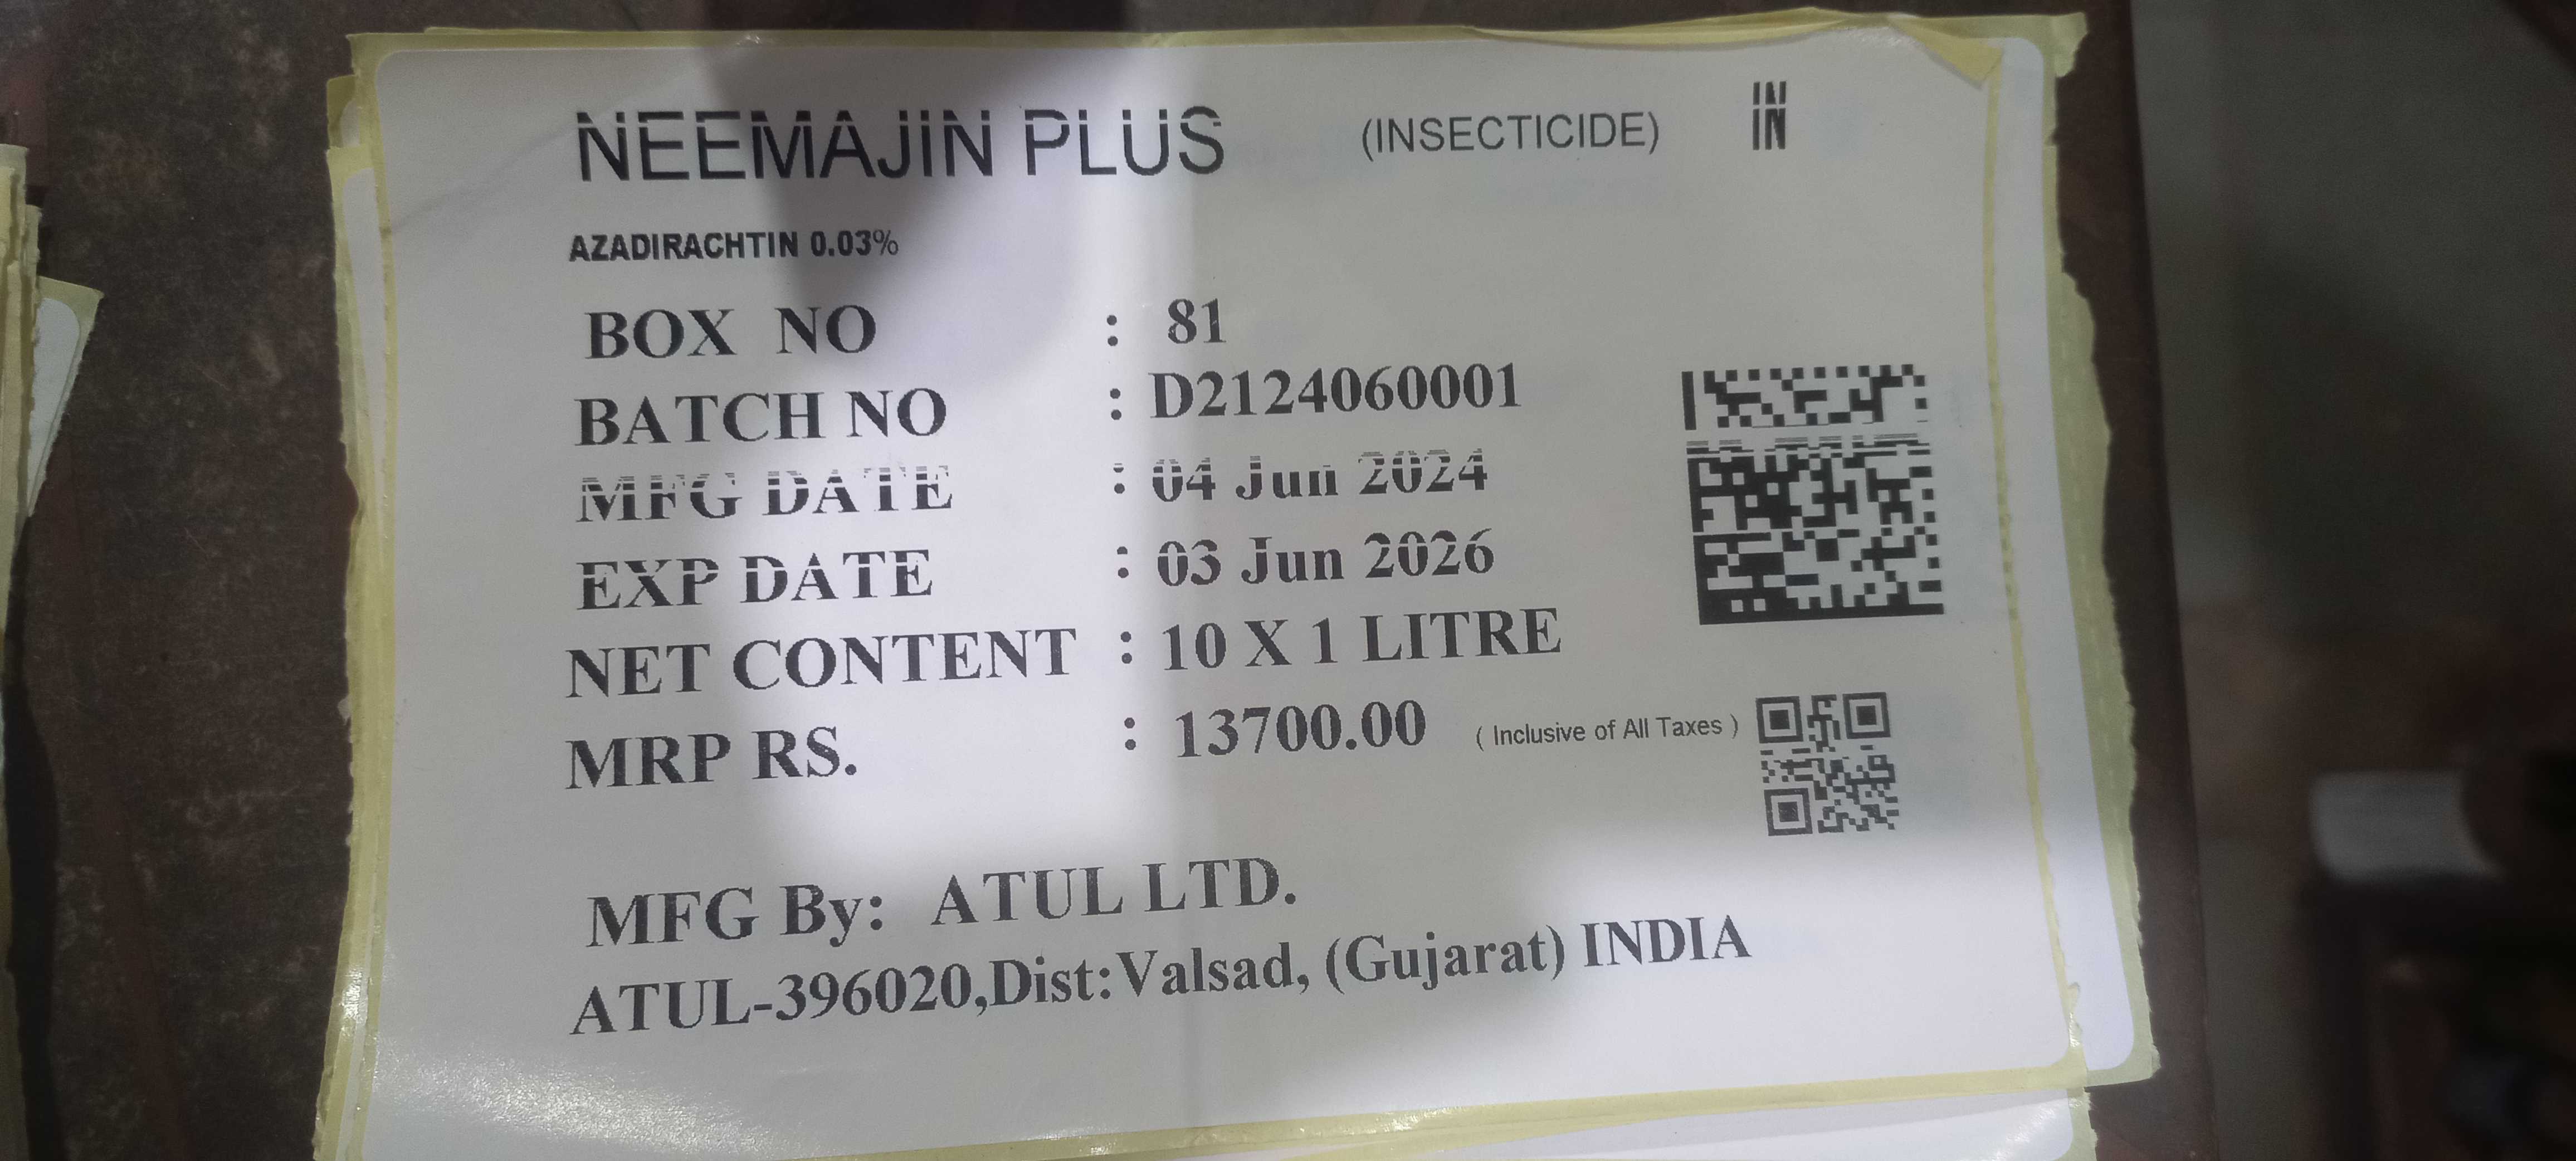 NEEMAJIN PLUS (INSECTICIDE) IN
AZADIRACHTIN 0.03%
BOX NO : 81
BATCH NO : D2124060001
MFG DATE : 04 Jun 2024
EXP DATE : 03 Jun 2026
NET CONTENT : 10 X 1 LITRE
MRP RS. : 13700.00 ( Inclusive of All Taxes )
MFG By: ATUL LTD.
ATUL-396020,Dist:Valsad, (Gujarat) INDIA